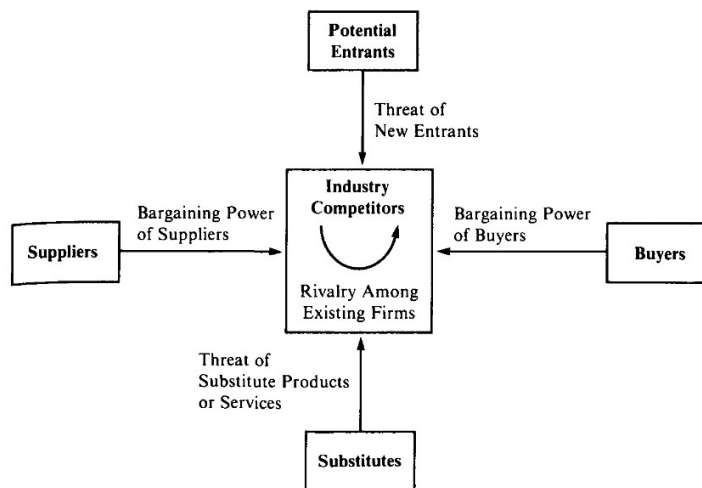 Potential
Entrants
Threat of
New Entrants
Industry
Competitors
Bargaining Power
of Suppliers
Bargaining Power
of Buyers
Suppliers
Buyers
Rivalry Among
Existing Firms
Threat of
Substitute Products
or Services
Substitutes